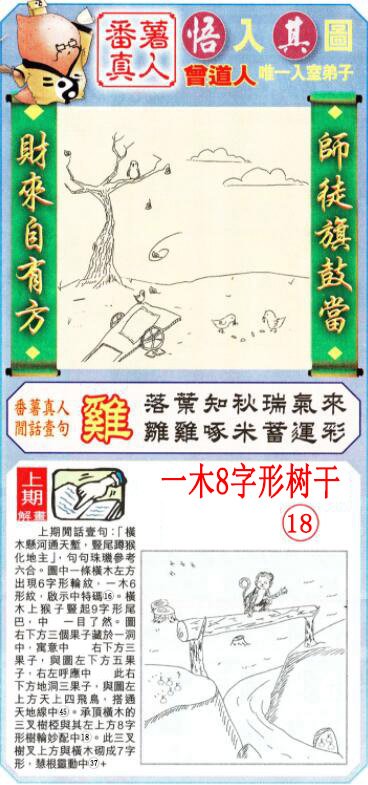 番薯真人
悟入其圖
曾道人
唯一入室弟子
師徒旗鼓當
財來自有方
番薯真人
閒話壹句
雞
落葉知秋瑞氣來
雛雞啄米蓄運彩
上期
解畫
一木8字形树干
⑱
上期閒話壹句：「橫
木懸河通天塹，豎尾蹲猴
化地主」，句句珠璣參考
六合。圖中一條橫木左方
出現6字形輪紋，一木6
形紋，啟示中特碼⑯。橫
木上猴子豎起9字形尾
巴，中　一目了然。圖
右下方三個果子藏於一洞
中，寓意中　右下方三
果子，與圖左下方五果
子，右左呼應中　此右
下方地洞三果子，與圖左
上方天上四飛鳥，搭通
天地線中㊺。承頂橫木的
三叉樹椏與其左上方8字
形樹輪妙配中⑱。此三叉
樹叉上方與橫木砌成7字
形，慧根靈動中㊲+